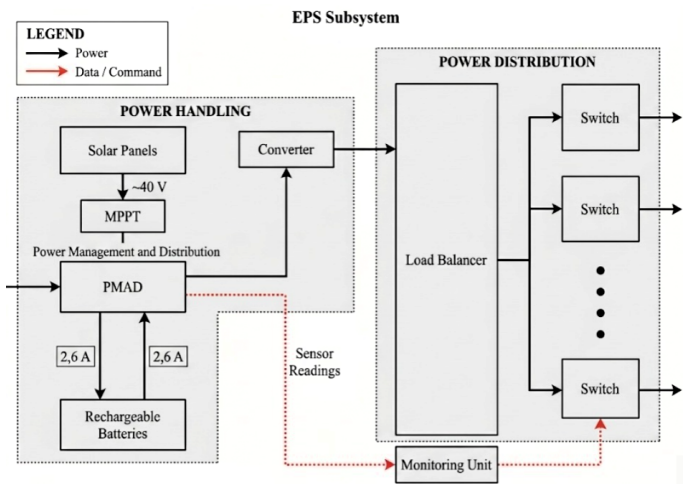 EPS Subsystem
LEGEND
Power
Data / Command
POWER HANDLING
Solar Panels
~40 V
MPPT
Power Management and Distribution
PMAD
2,6 A
2,6 A
Rechargeable
Batteries
Converter
Sensor
Readings
POWER DISTRIBUTION
Load Balancer
Switch
Switch
Switch
Monitoring Unit